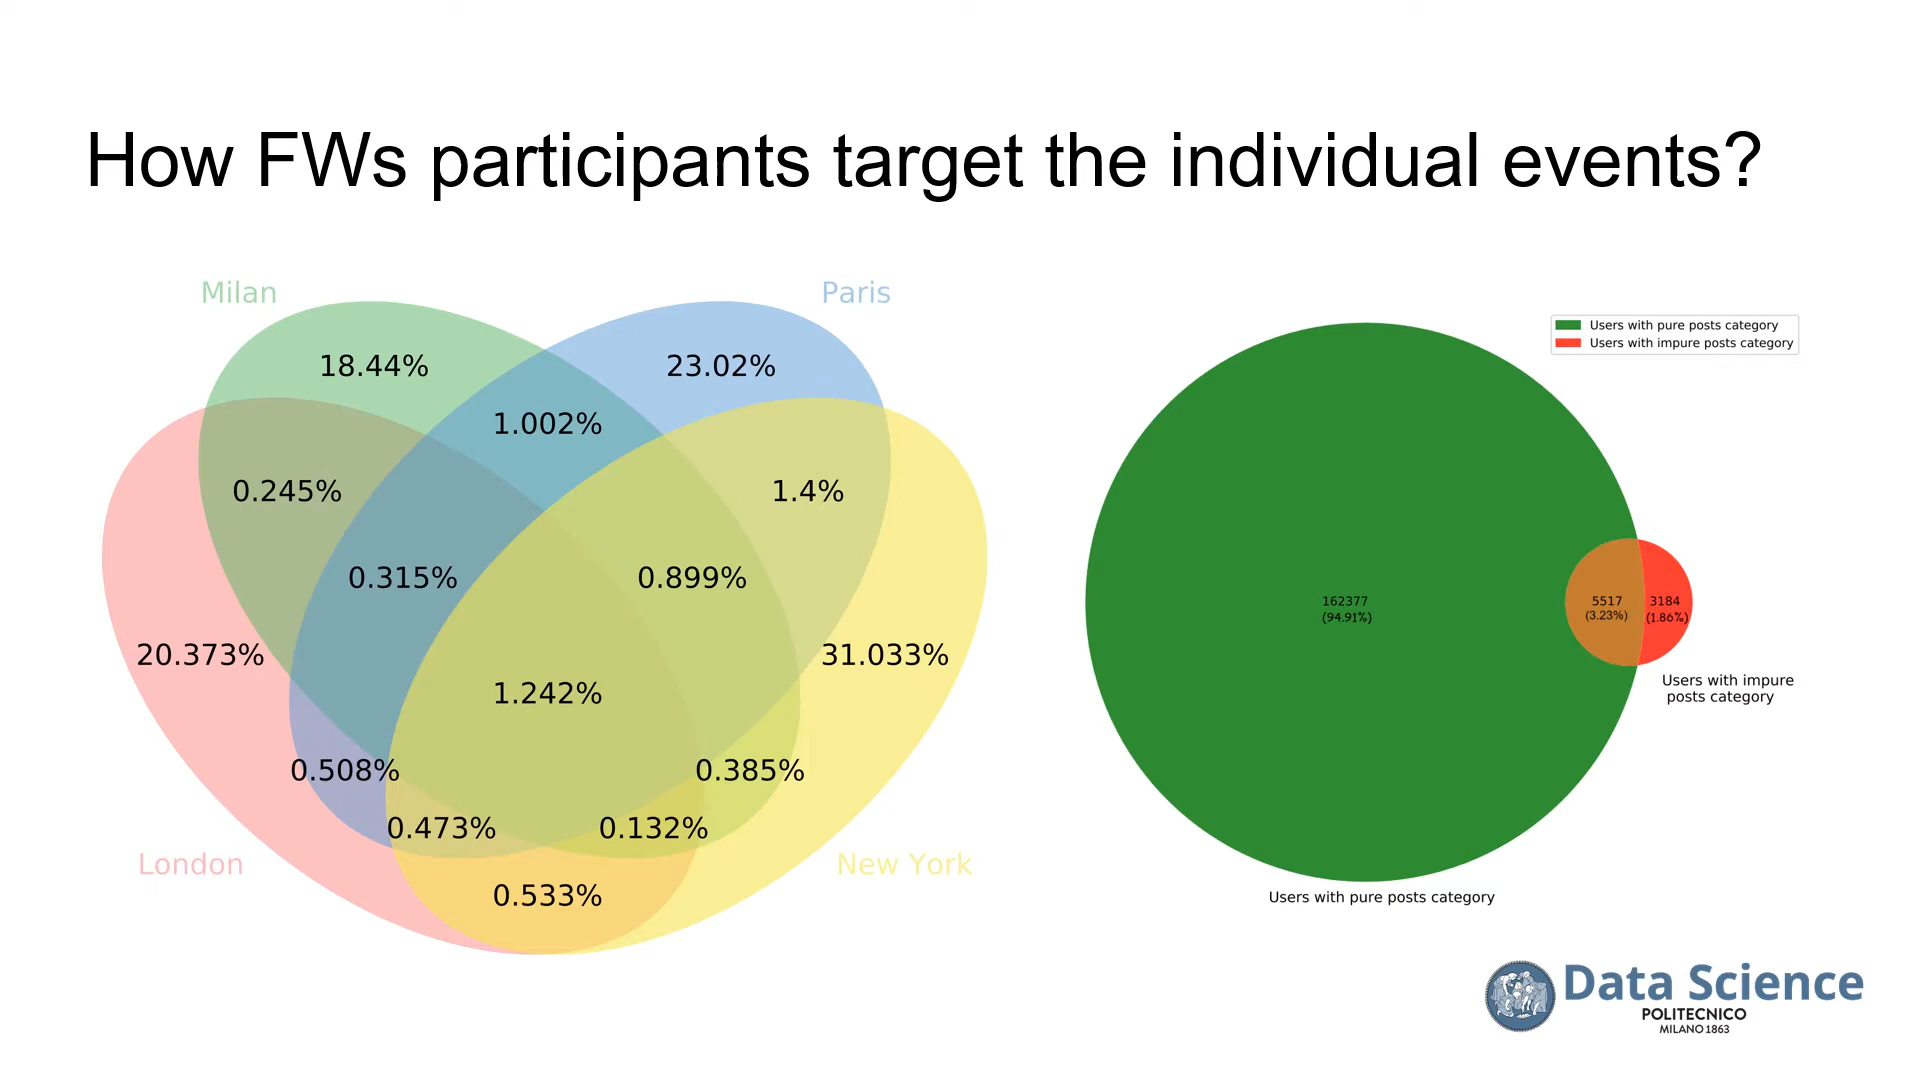 How FWs participants target the individual events?
Milan
Paris
18.44%
23.02%
1.002%
0.245%
1.4%
0.315%
0.899%
20.373%
31.033%
1.242%
0.508%
0.385%
0.473%
0.132%
London
New York
0.533%
Users with pure posts category
Users with impure posts category
162377
(94.91%)
5517
(3.23%)
3184
(1.86%)
Users with impure
posts category
Users with pure posts category
Data Science
POLITECNICO
MILANO 1863